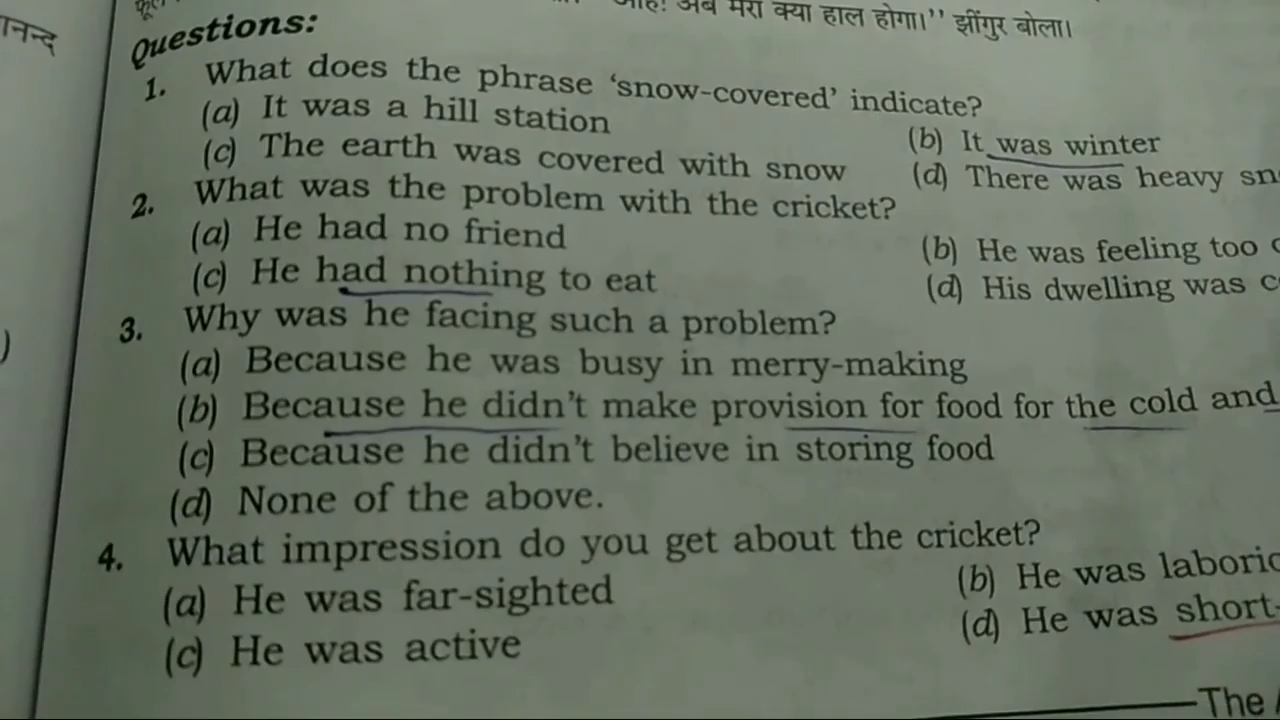 अब मेरा क्या हाल होगा।’’ झींगुर बोला।
Questions:
1. What does the phrase ‘snow-covered’ indicate?
(a) It was a hill station (b) It was winter
(c) The earth was covered with snow (d) There was heavy
2. What was the problem with the cricket?
(a) He had no friend (b) He was feeling too
(c) He had nothing to eat (d) His dwelling was
3. Why was he facing such a problem?
(a) Because he was busy in merry-making
(b) Because he didn’t make provision for food for the cold and
(c) Because he didn’t believe in storing food
(d) None of the above.
4. What impression do you get about the cricket?
(a) He was far-sighted (b) He was
(c) He was active (d) He was short-
The